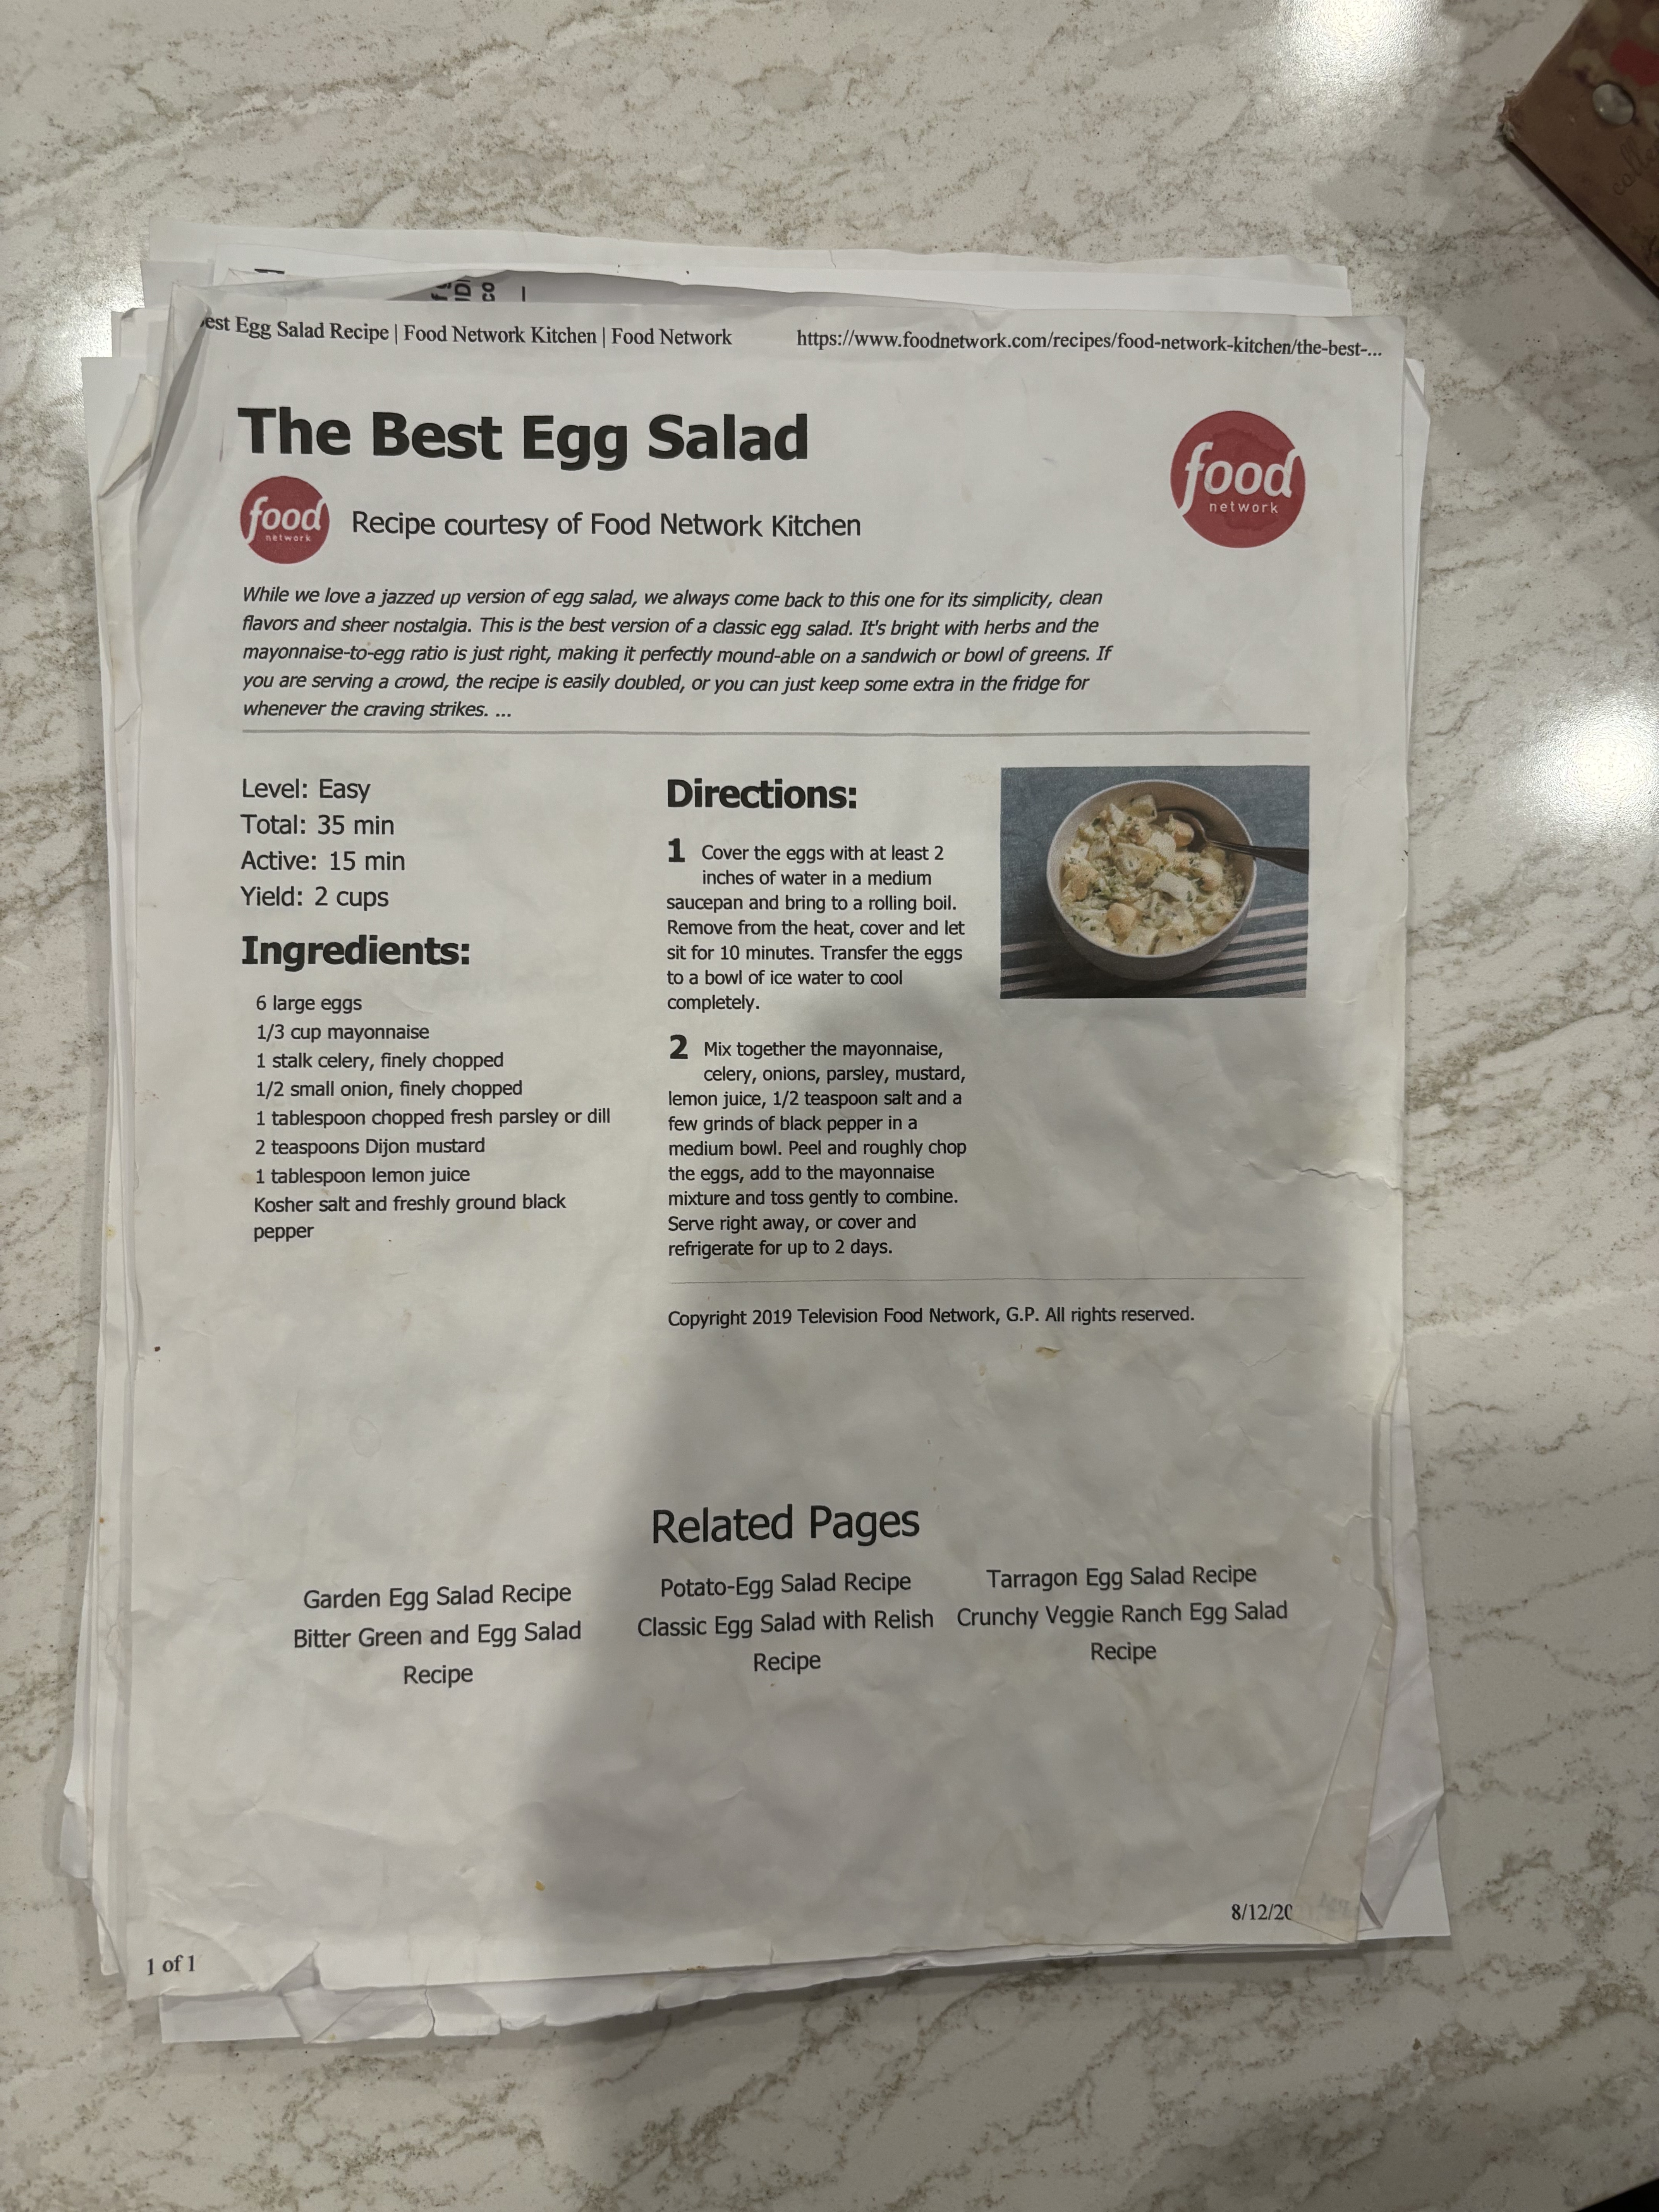 est Egg Salad Recipe | Food Network Kitchen | Food Network
https://www.foodnetwork.com/recipes/food-network-kitchen/the-best-...
The Best Egg Salad
food
network
food
network
Recipe courtesy of Food Network Kitchen
While we love a jazzed up version of egg salad, we always come back to this one for its simplicity, clean
flavors and sheer nostalgia. This is the best version of a classic egg salad. It's bright with herbs and the
mayonnaise-to-egg ratio is just right, making it perfectly mound-able on a sandwich or bowl of greens. If
you are serving a crowd, the recipe is easily doubled, or you can just keep some extra in the fridge for
whenever the craving strikes. ...
Level: Easy
Total: 35 min
Active: 15 min
Yield: 2 cups
Ingredients:
6 large eggs
1/3 cup mayonnaise
1 stalk celery, finely chopped
1/2 small onion, finely chopped
1 tablespoon chopped fresh parsley or dill
2 teaspoons Dijon mustard
1 tablespoon lemon juice
Kosher salt and freshly ground black
pepper
Directions:
1 Cover the eggs with at least 2
inches of water in a medium
saucepan and bring to a rolling boil.
Remove from the heat, cover and let
sit for 10 minutes. Transfer the eggs
to a bowl of ice water to cool
completely.
2 Mix together the mayonnaise,
celery, onions, parsley, mustard,
lemon juice, 1/2 teaspoon salt and a
few grinds of black pepper in a
medium bowl. Peel and roughly chop
the eggs, add to the mayonnaise
mixture and toss gently to combine.
Serve right away, or cover and
refrigerate for up to 2 days.
Copyright 2019 Television Food Network, G.P. All rights reserved.
Related Pages
Garden Egg Salad Recipe
Bitter Green and Egg Salad
Recipe
Potato-Egg Salad Recipe
Classic Egg Salad with Relish
Recipe
Tarragon Egg Salad Recipe
Crunchy Veggie Ranch Egg Salad
Recipe
1 of 1
8/12/20